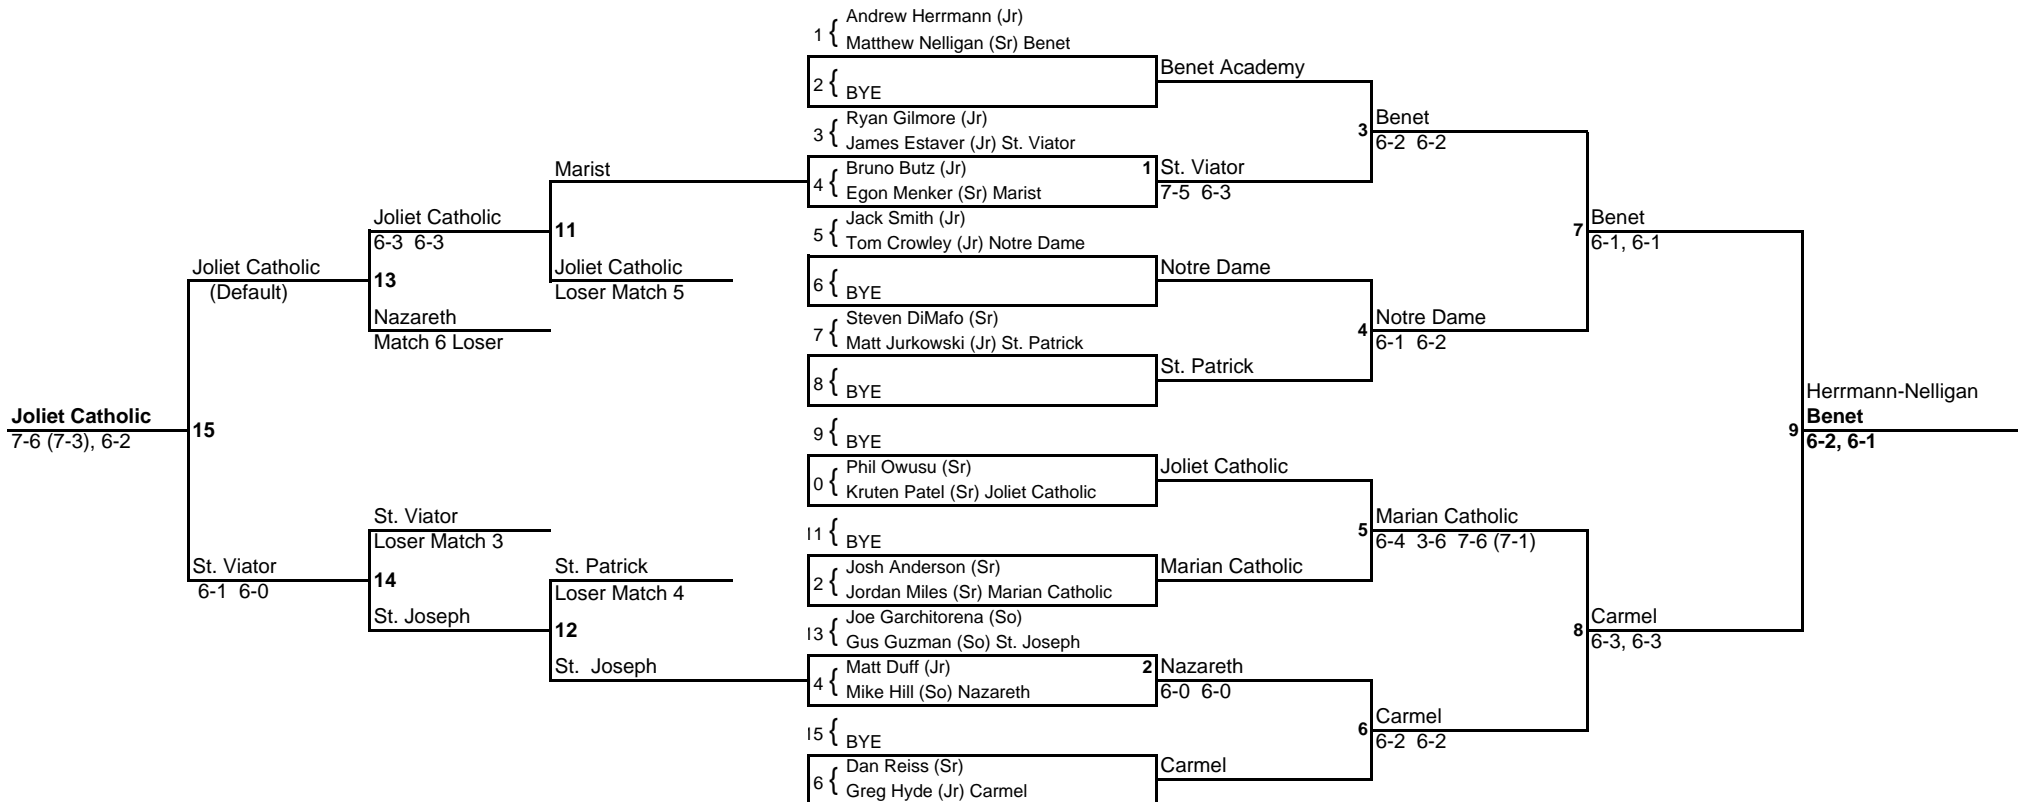 Andrew Herrmann (Jr)
1 {
Matthew Nelligan (Sr) Benet
Benet Academy
2 { BYE
Ryan Gilmore (Jr)
3 {
James Estaver (Jr) St. Viator
3 Benet
6-2 6-2
Marist
Bruno Butz (Jr)
4 {
Egon Menker (Sr) Marist
1 St. Viator
7-5 6-3
Joliet Catholic
6-3 6-3
11
Jack Smith (Jr)
5 {
Tom Crowley (Jr) Notre Dame
7 Benet
6-1, 6-1
Joliet Catholic
(Default)
13
Joliet Catholic
Loser Match 5
6 { BYE
Notre Dame
Nazareth
Match 6 Loser
Steven DiMafo (Sr)
7 {
Matt Jurkowski (Jr) St. Patrick
4 Notre Dame
6-1 6-2
St. Patrick
8 { BYE
Joliet Catholic
7-6 (7-3), 6-2
15
9 { BYE
Herrmann-Nelligan
9 Benet
6-2, 6-1
Phil Owusu (Sr)
0 {
Kruten Patel (Sr) Joliet Catholic
Joliet Catholic
St. Viator
Loser Match 3
11 { BYE
5 Marian Catholic
6-4 3-6 7-6 (7-1)
St. Viator
6-1 6-0
14
St. Patrick
Loser Match 4
Josh Anderson (Sr)
2 {
Jordan Miles (Sr) Marian Catholic
Marian Catholic
St. Joseph
12
Joe Garchitorena (So)
13 {
Gus Guzman (So) St. Joseph
8 Carmel
6-3, 6-3
St. Joseph
Matt Duff (Jr)
4 {
Mike Hill (So) Nazareth
2 Nazareth
6-0 6-0
15 { BYE
6 Carmel
6-2 6-2
Dan Reiss (Sr)
6 {
Greg Hyde (Jr) Carmel
Carmel